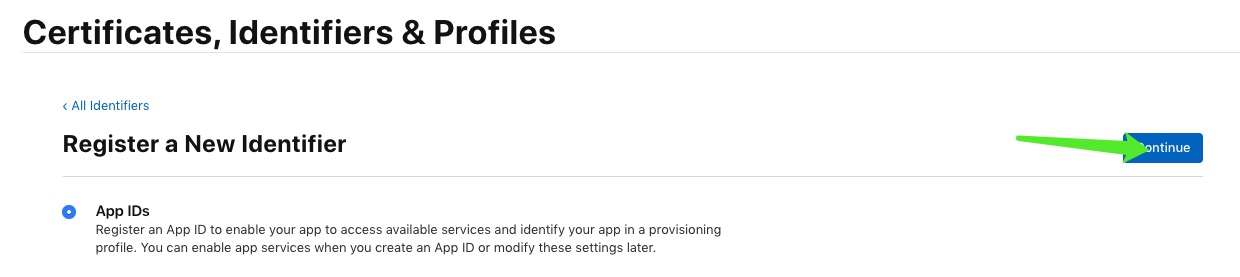 Certificates, Identifiers & Profiles
‹ All Identifiers
Register a New Identifier
Continue
App IDs
Register an App ID to enable your app to access available services and identify your app in a provisioning
profile. You can enable app services when you create an App ID or modify these settings later.